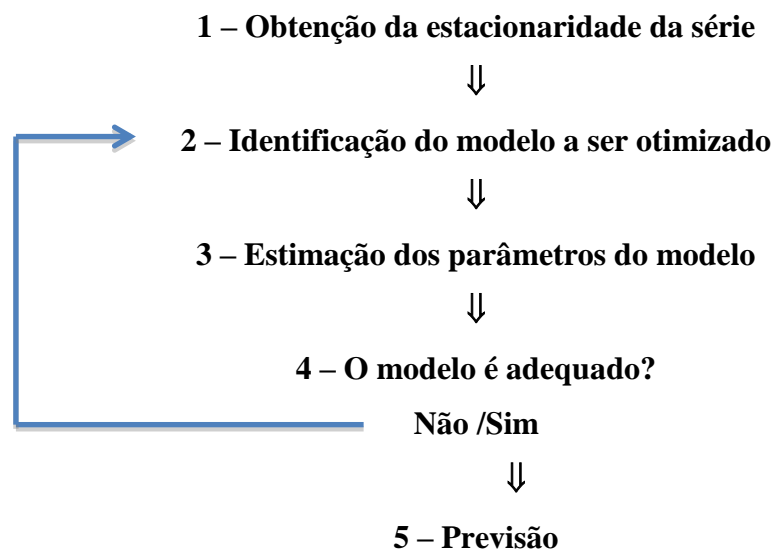 1 – Obtenção da estacionaridade da série
⇓
2 – Identificação do modelo a ser otimizado
⇓
3 – Estimação dos parâmetros do modelo
⇓
4 – O modelo é adequado?
Não /Sim
⇓
5 – Previsão